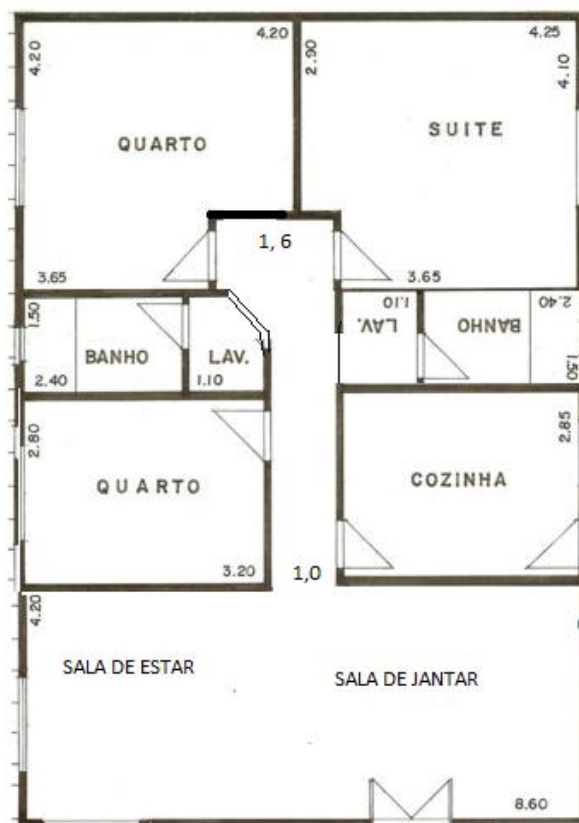 4.20
4.25
4.20
2.90
4.10
QUARTO
SUITE
1, 6
3.65
3.65
1.50
1.10
2.40
BANHO
LAV.
LAV.
BANHO
2.40
1.10
1.50
2.80
2.85
QUARTO
COZINHA
3.20
1,0
4.20
SALA DE ESTAR
SALA DE JANTAR
8.60